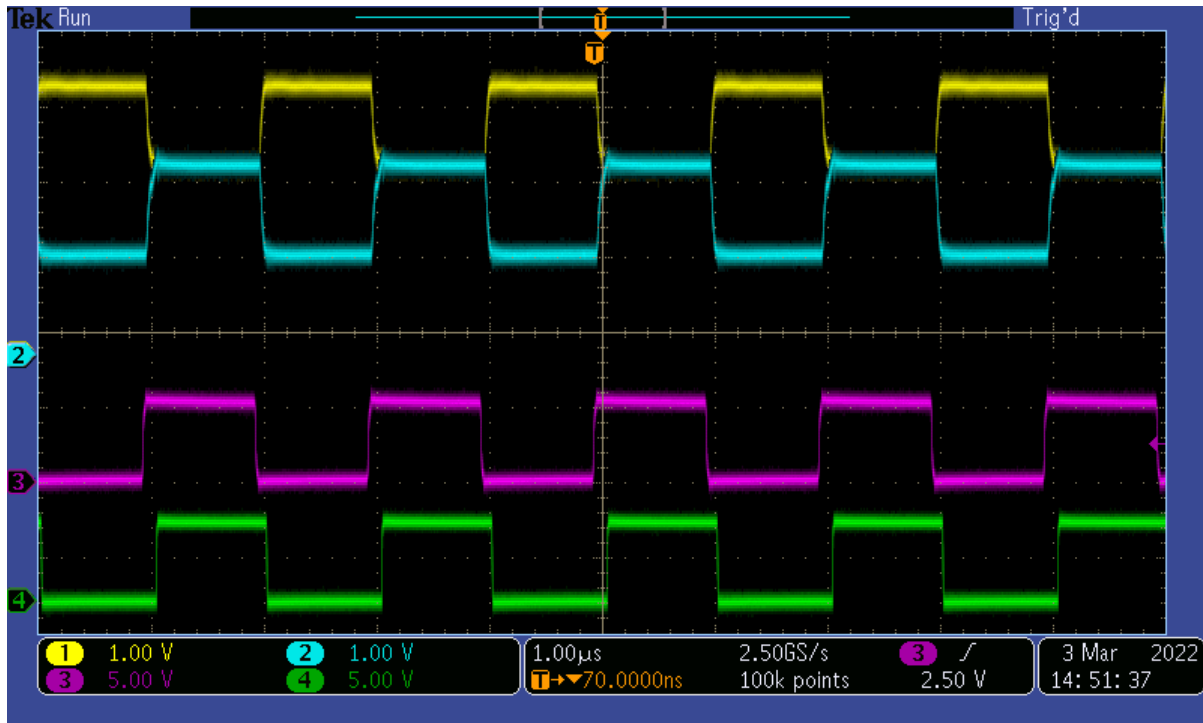 Tek Run Trig'd
T
T
2
3
4
1 1.00 V 2 1.00 V 1.00µs 2.50GS/s 3 3 Mar 2022
3 5.00 V 4 5.00 V T→▼70.0000ns 100k points 2.50 V 14:51:37